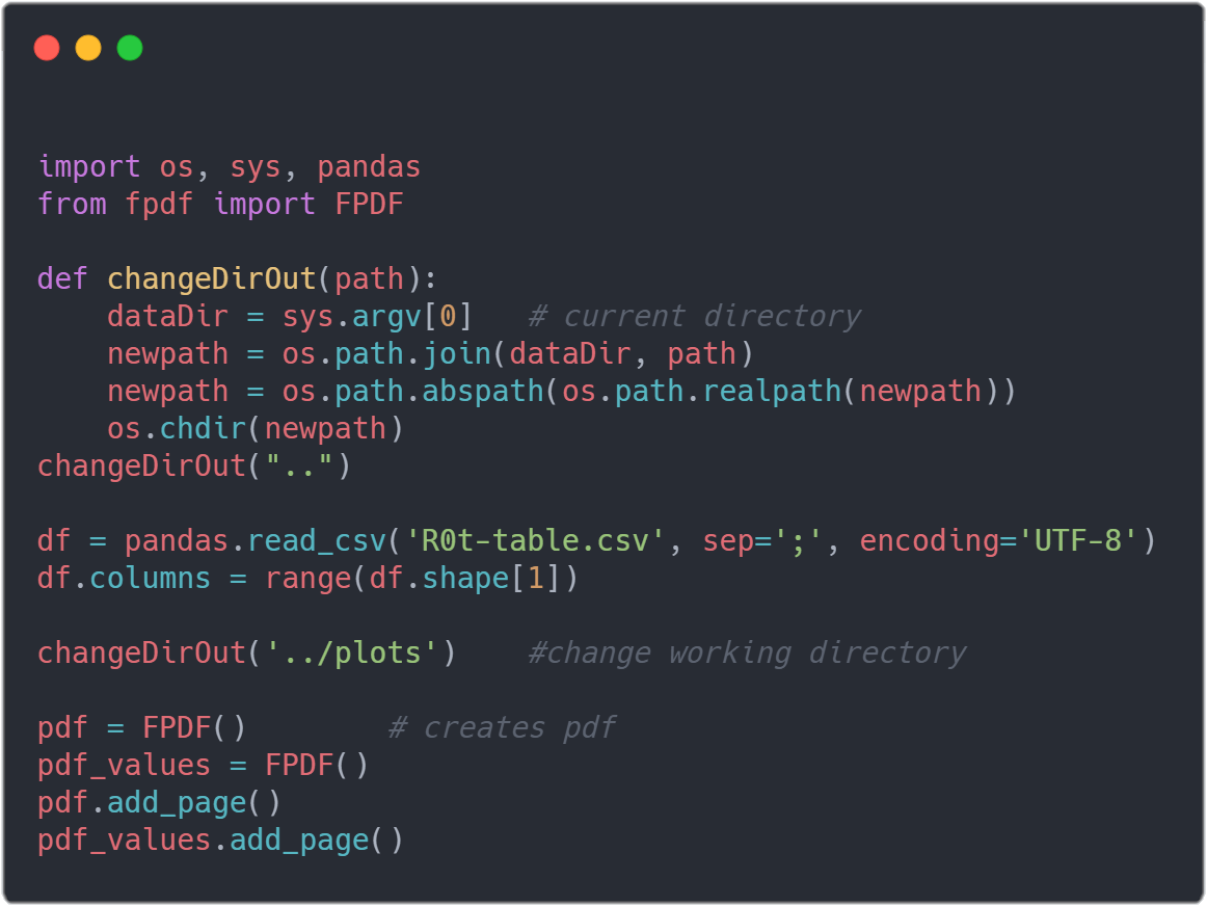 import os, sys, pandas
from fpdf import FPDF
def changeDirOut(path):
    dataDir = sys.argv[0]   # current directory
    newpath = os.path.join(dataDir, path)
    newpath = os.path.abspath(os.path.realpath(newpath))
    os.chdir(newpath)
changeDirOut("..")
df = pandas.read_csv('R0t-table.csv', sep=';', encoding='UTF-8')
df.columns = range(df.shape[1])
changeDirOut('../plots')    #change working directory
pdf = FPDF()        # creates pdf
pdf_values = FPDF()
pdf.add_page()
pdf_values.add_page()